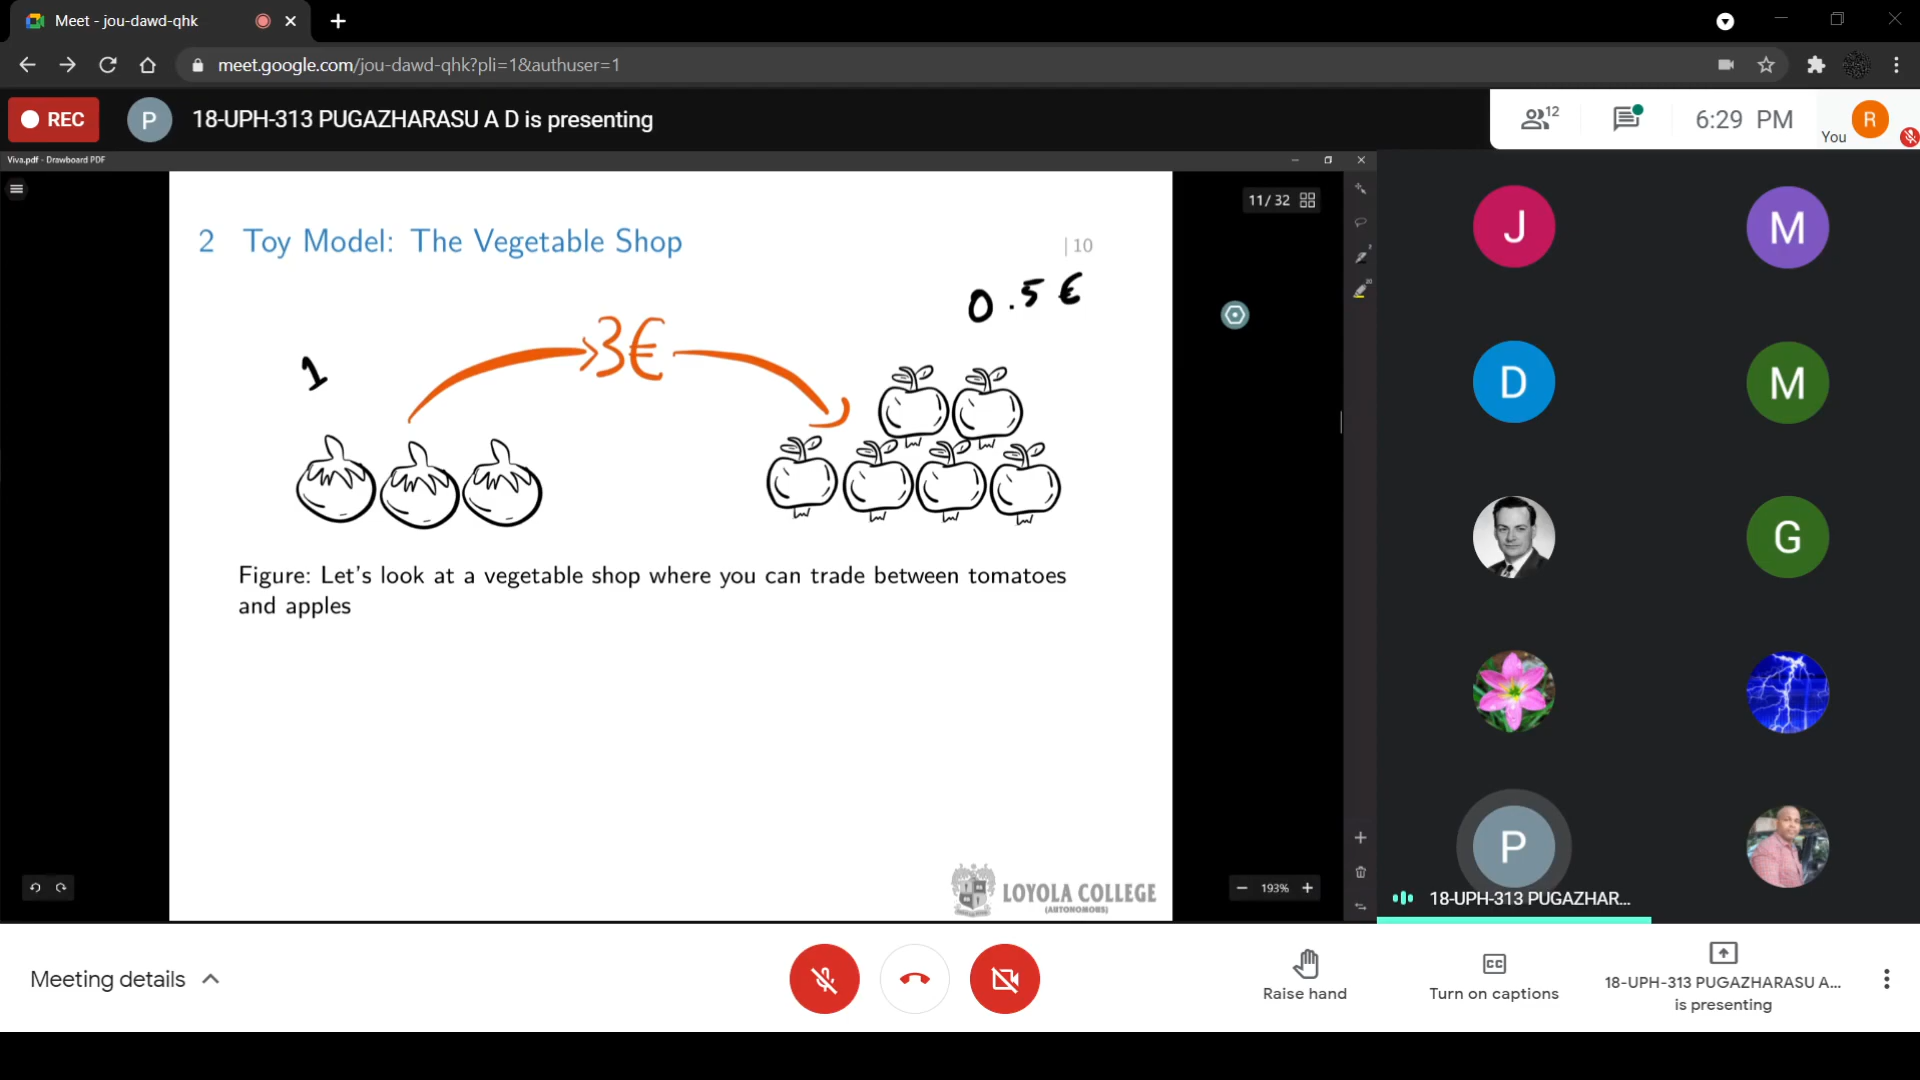 Meet - jou-dawd-qhk
meet.google.com/jou-dawd-qhk?pli=1&authuser=1
REC
P
18-UPH-313 PUGAZHARASU A D is presenting
12
6:29 PM
You
R
Viva.pdf - Drawboard PDF
11/ 32
2 Toy Model: The Vegetable Shop
|10
0.5 €
3€
1
Figure: Let's look at a vegetable shop where you can trade between tomatoes
and apples
LOYOLA COLLEGE
(AUTONOMOUS)
193%
J
M
D
M
G
P
18-UPH-313 PUGAZHAR...
Meeting details
Raise hand
CC
Turn on captions
18-UPH-313 PUGAZHARASU A...
is presenting